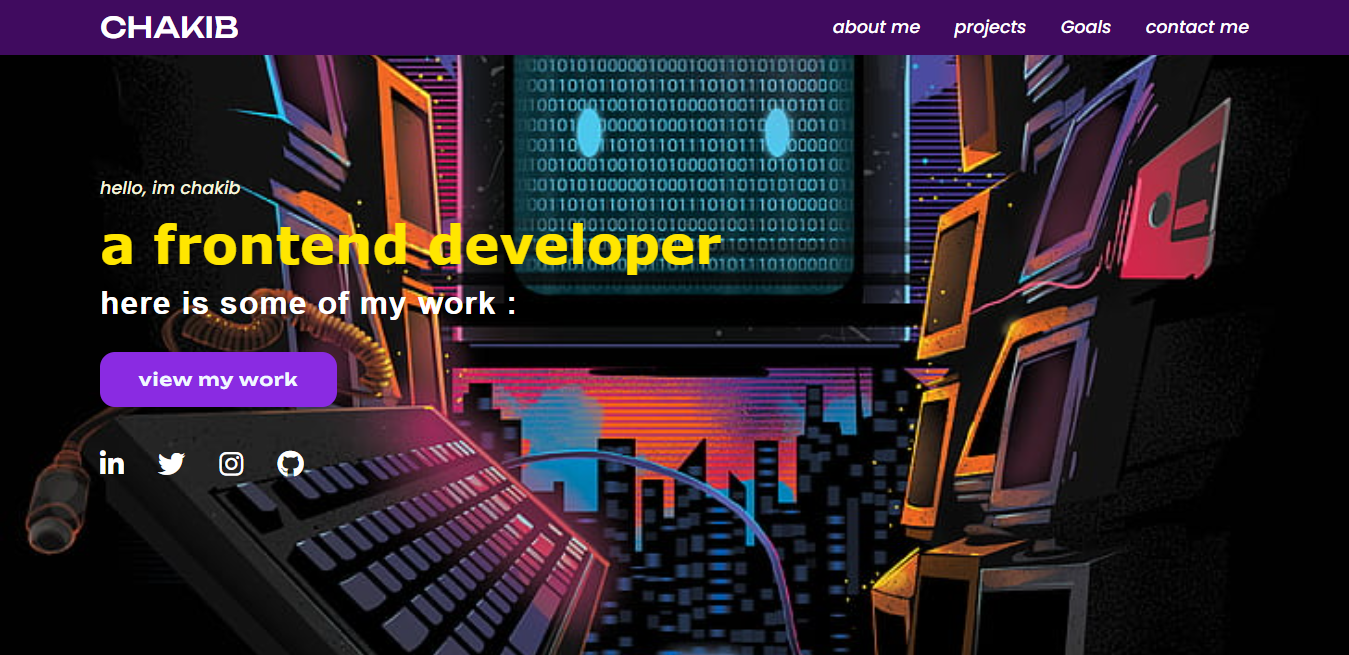 CHAKIB
about me
projects
Goals
contact me
hello, im chakib
a frontend developer
here is some of my work :
view my work
in